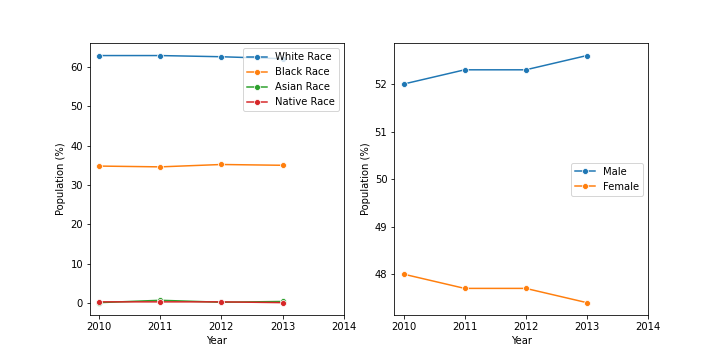 60
50
40
30
20
10
0
Population (%)
2010 2011 2012 2013 2014
Year
White Race
Black Race
Asian Race
Native Race
52
51
50
49
48
Population (%)
2010 2011 2012 2013 2014
Year
Male
Female